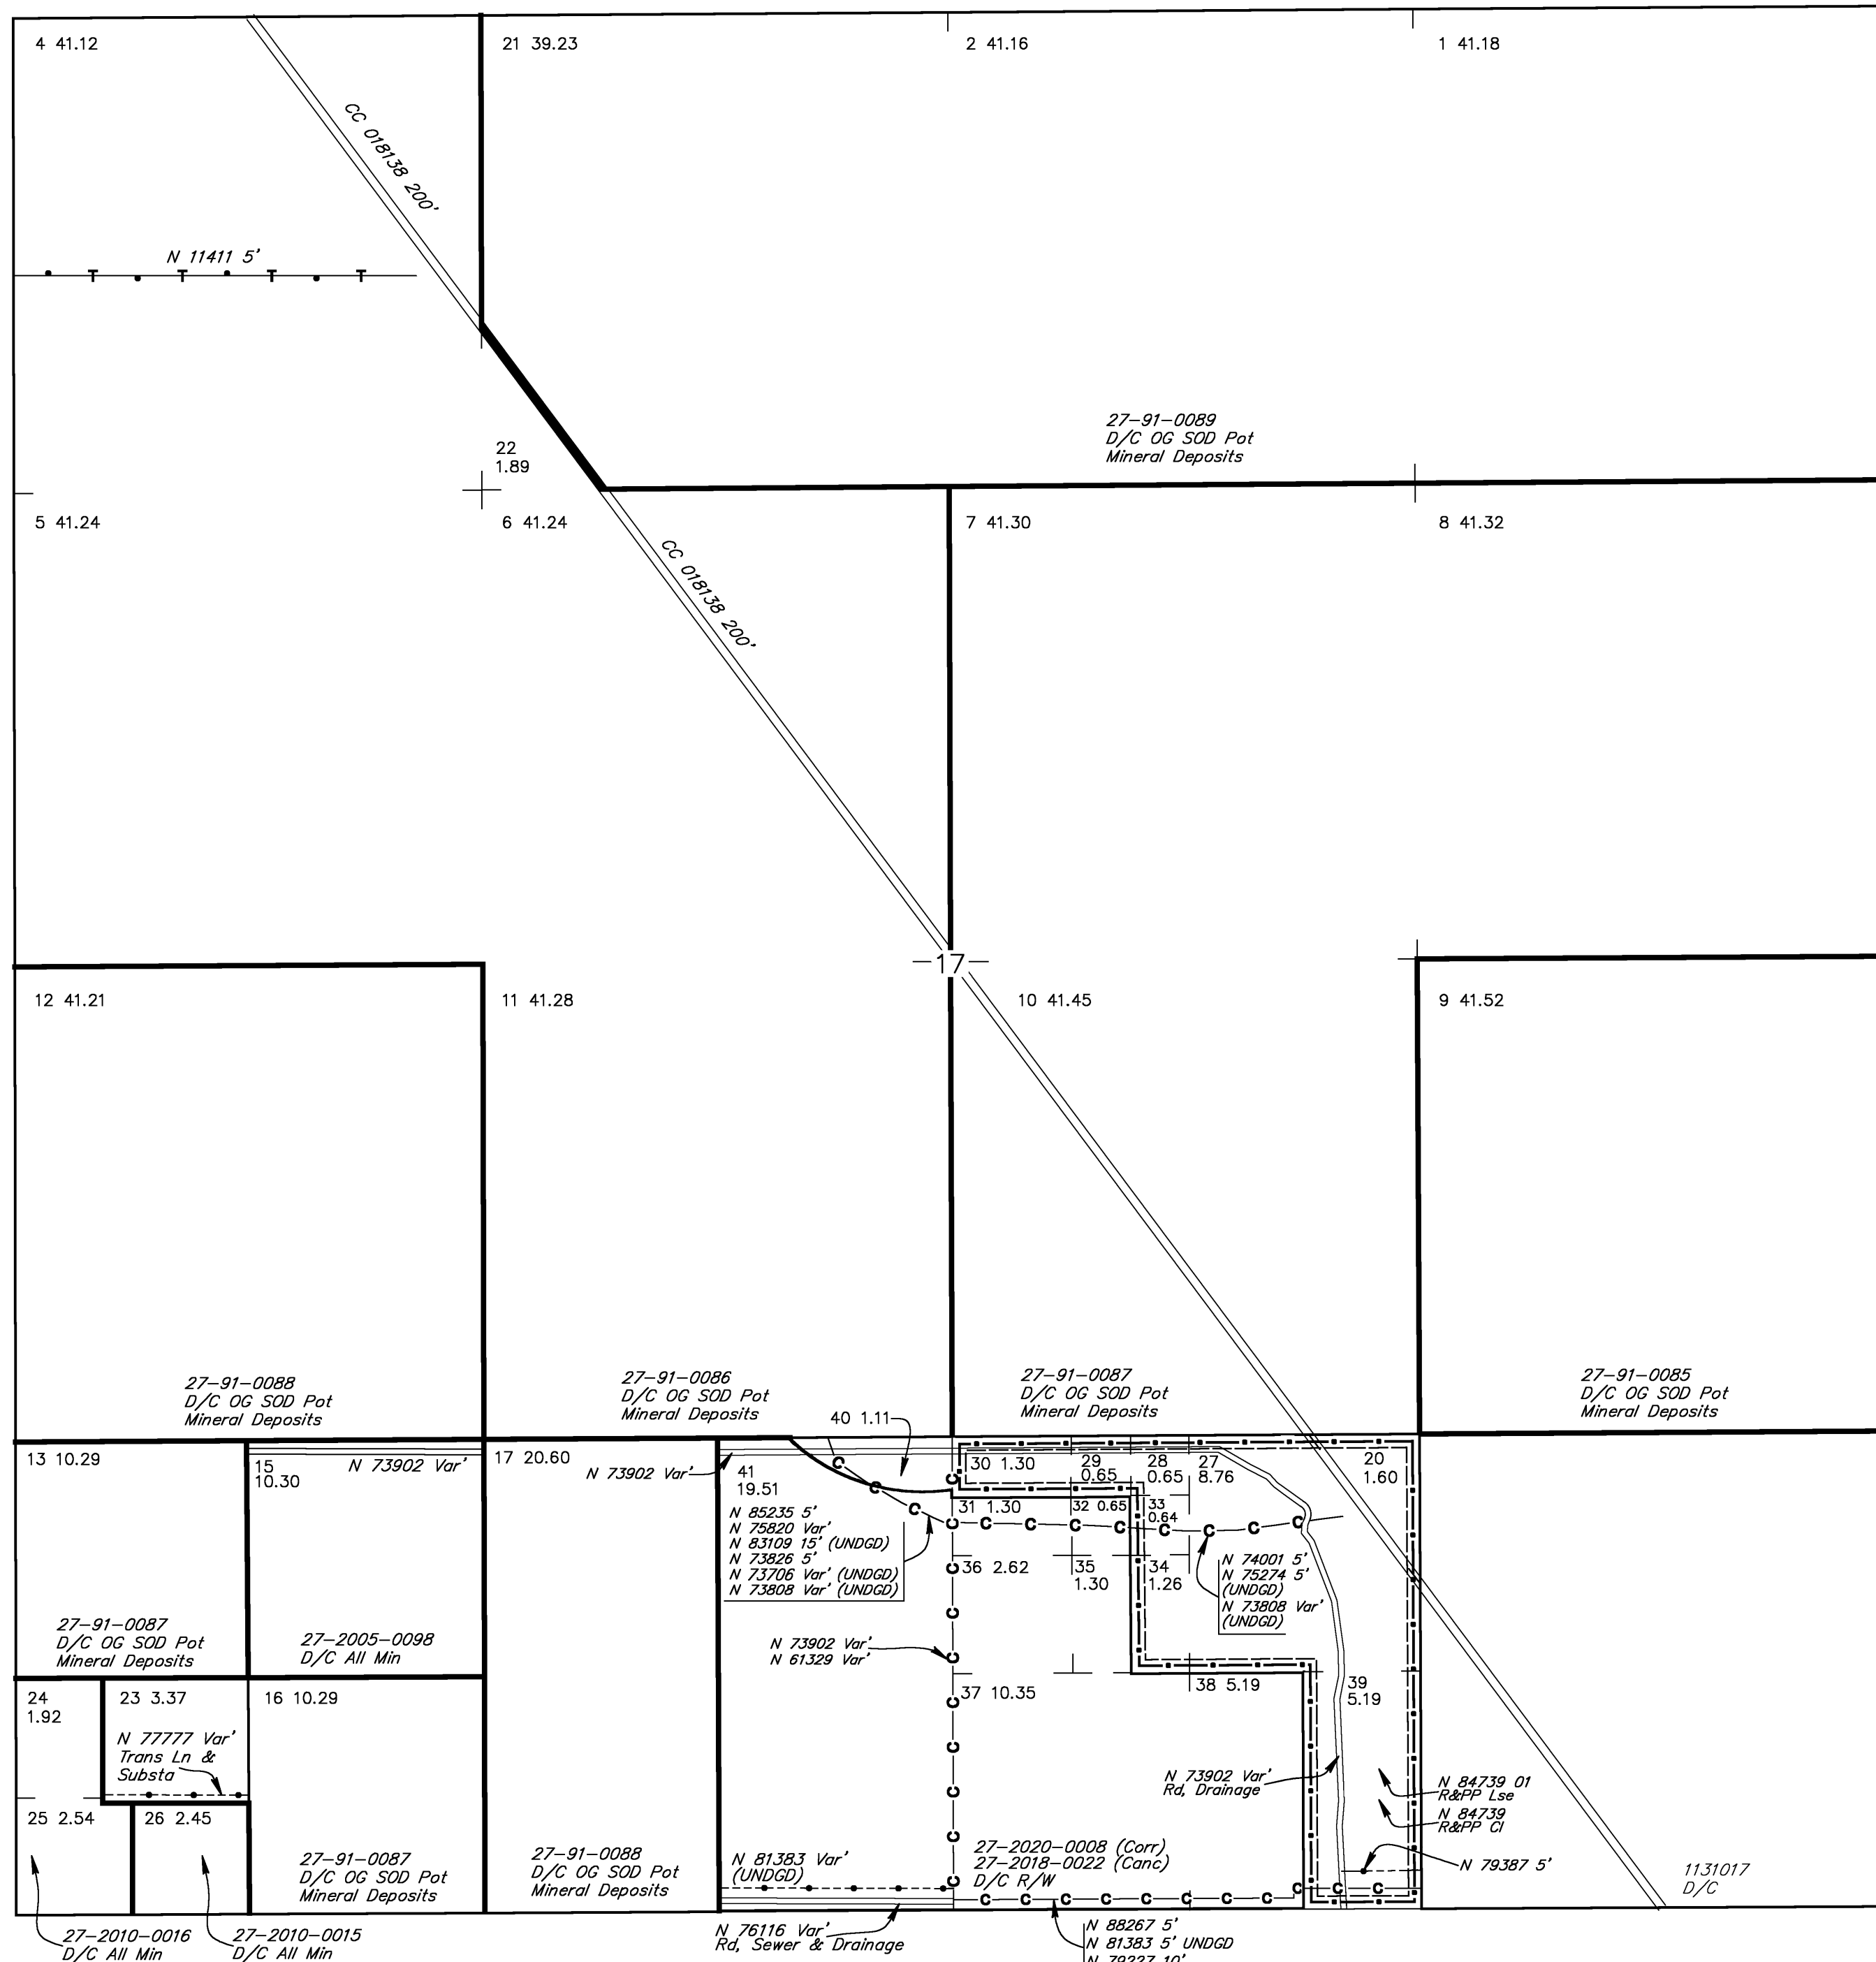 4 41.12
21 39.23
2 41.16
1 41.18
CC 018138 200'
N 11411 5'
27-91-0089
D/C OG SOD Pot
Mineral Deposits
22
1.89
5 41.24
6 41.24
7 41.30
8 41.32
CC 018138 200'
17
12 41.21
11 41.28
10 41.45
9 41.52
27-91-0088
D/C OG SOD Pot
Mineral Deposits
27-91-0086
D/C OG SOD Pot
Mineral Deposits
27-91-0087
D/C OG SOD Pot
Mineral Deposits
27-91-0085
D/C OG SOD Pot
Mineral Deposits
40 1.11
13 10.29
15
10.30
N 73902 Var'
17 20.60
N 73902 Var'
41
19.51
30 1.30
29
0.65
28
0.65
27
8.76
20
1.60
31 1.30
32 0.65
33
0.64
N 85235 5'
N 75820 Var'
N 83109 15' (UNDGD)
N 73826 5'
N 73706 Var' (UNDGD)
N 73808 Var' (UNDGD)
36 2.62
35
1.30
34
1.26
N 74001 5'
N 75274 5'
(UNDGD)
N 73808 Var'
(UNDGD)
27-91-0087
D/C OG SOD Pot
Mineral Deposits
27-2005-0098
D/C All Min
N 73902 Var'
N 61329 Var'
24
1.92
23 3.37
16 10.29
37 10.35
38 5.19
39
5.19
N 77777 Var'
Trans Ln &
Substa
N 73902 Var'
Rd, Drainage
N 84739 01
R&PP Lse
N 84739
R&PP Cl
25 2.54
26 2.45
27-91-0087
D/C OG SOD Pot
Mineral Deposits
27-91-0088
D/C OG SOD Pot
Mineral Deposits
N 81383 Var'
(UNDGD)
27-2020-0008 (Corr)
27-2018-0022 (Canc)
D/C R/W
N 79387 5'
1131017
D/C
27-2010-0016
D/C All Min
27-2010-0015
D/C All Min
N 76116 Var'
Rd, Sewer & Drainage
N 88267 5'
N 81383 5' UNDGD
N 79227 10'